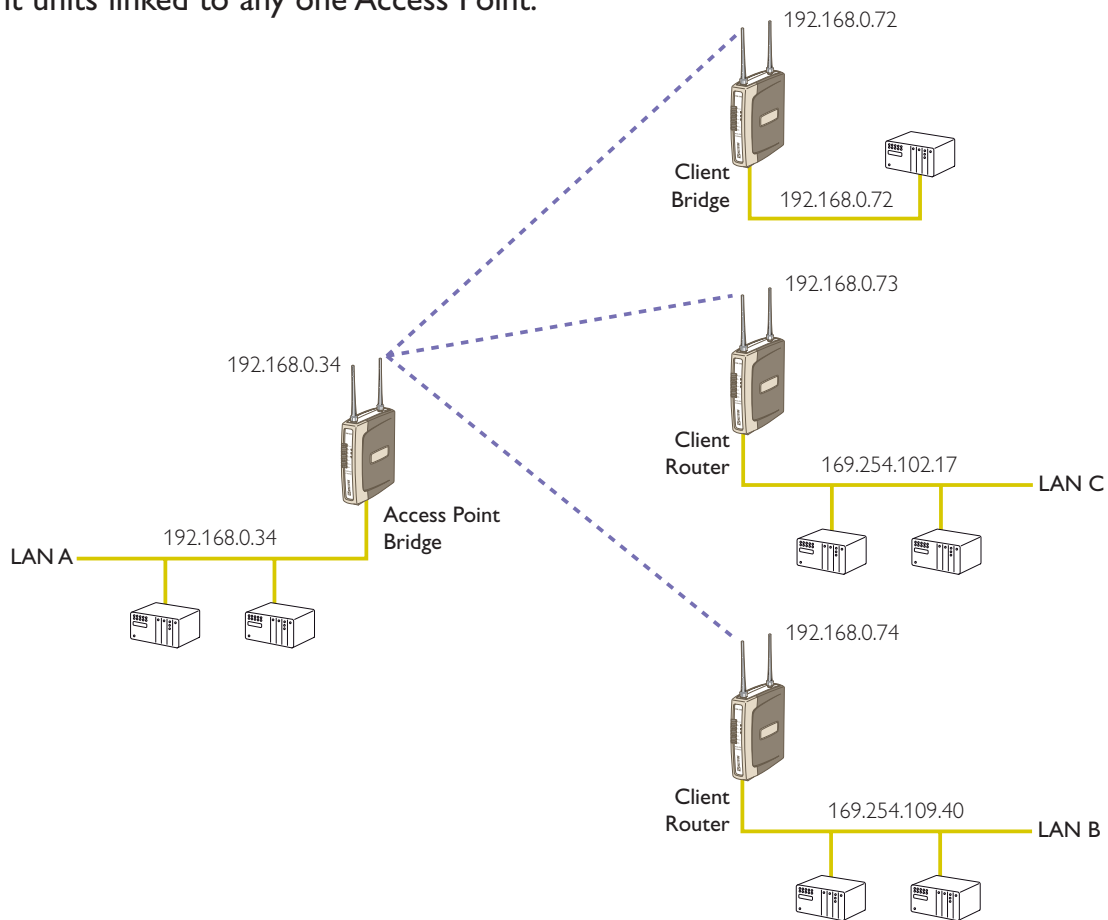 it units linked to any one Access Point.
192.168.0.72
Client
Bridge
192.168.0.72
192.168.0.73
192.168.0.34
Client
Router
169.254.102.17
LAN C
Access Point
Bridge
192.168.0.34
LAN A
192.168.0.74
Client
Router
169.254.109.40
LAN B